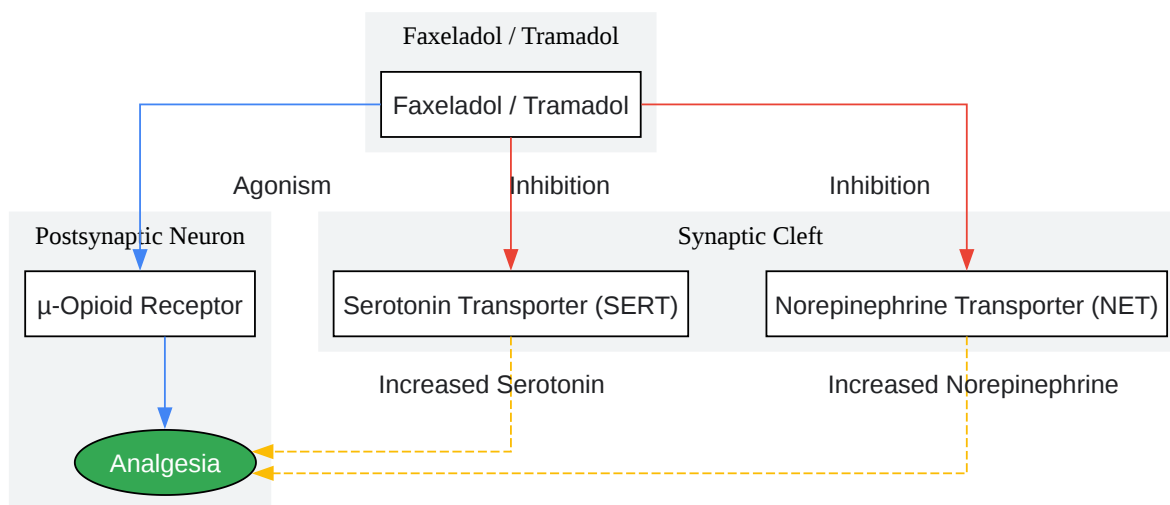 Faxeladol / Tramadol
Faxeladol / Tramadol
Agonism
Inhibition
Inhibition
Postsynaptic Neuron
Synaptic Cleft
µ-Opioid Receptor
Serotonin Transporter (SERT)
Norepinephrine Transporter (NET)
Increased Serotonin
Increased Norepinephrine
Analgesia